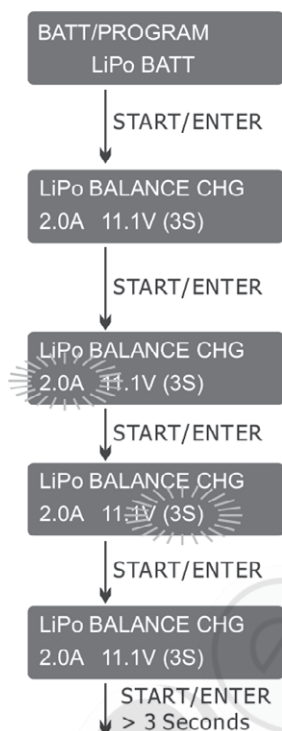 BATT/PROGRAM
LiPo BATT
START/ENTER
LiPo BALANCE CHG
2.0A 11.1V (3S)
START/ENTER
LiPo BALANCE CHG
2.0A 11.1V (3S)
START/ENTER
LiPo BALANCE CHG
2.0A 11.1V (3S)
START/ENTER
LiPo BALANCE CHG
2.0A 11.1V (3S)
START/ENTER
> 3 Seconds